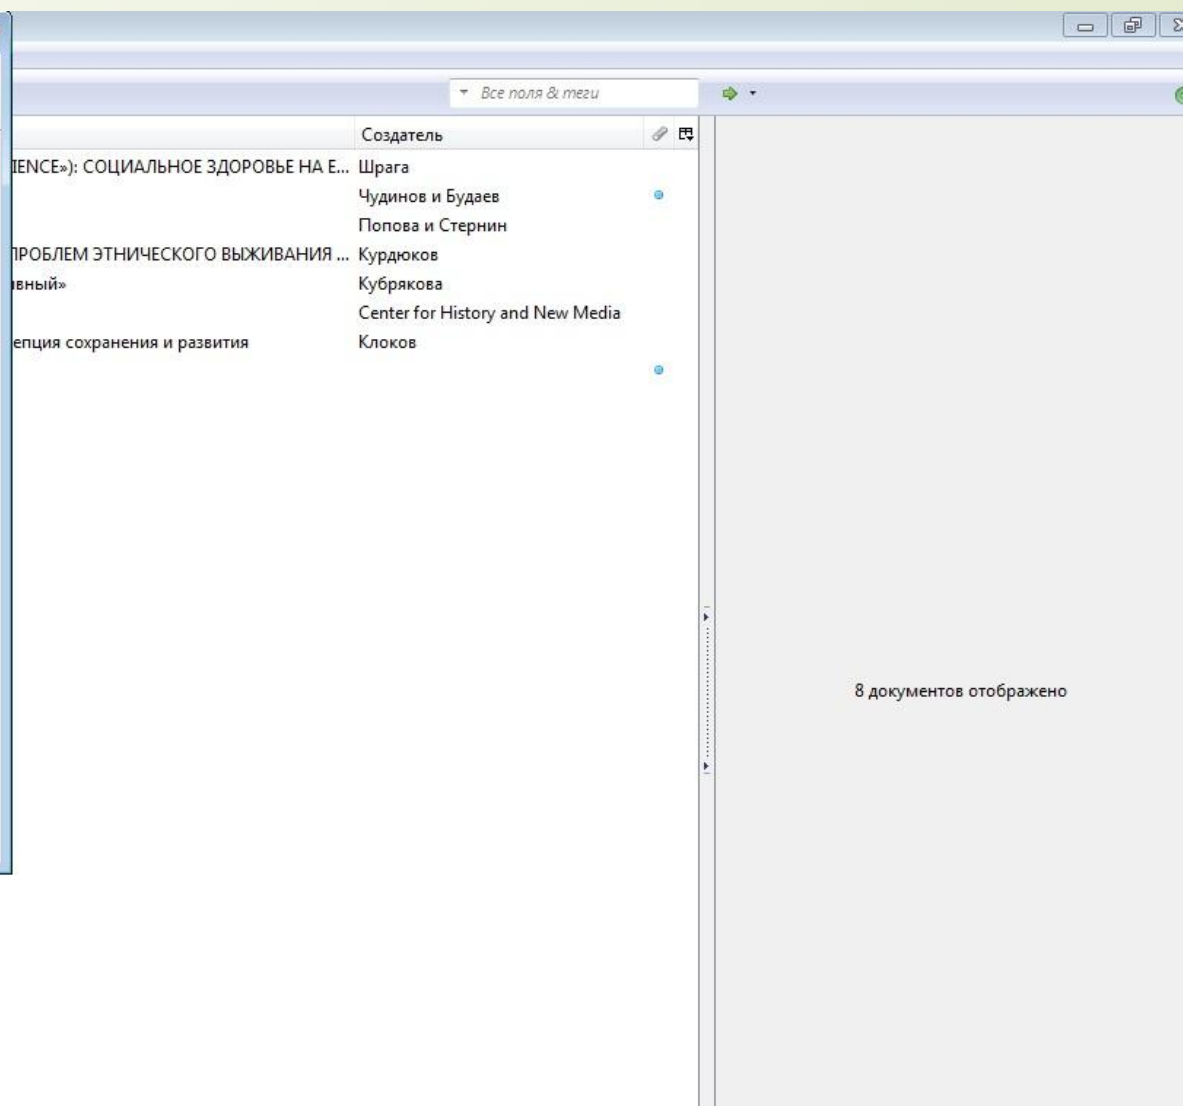 Все поля & теги
Создатель
IENCE»): СОЦИАЛЬНОЕ ЗДОРОВЬЕ НА Е... Шрага
Чудинов и Будаев
Попова и Стернин
ПРОБЛЕМ ЭТНИЧЕСКОГО ВЫЖИВАНИЯ ... Курдюков
ивный» Кубрякова
Center for History and New Media
епция сохранения и развития Клоков
8 документов отображено